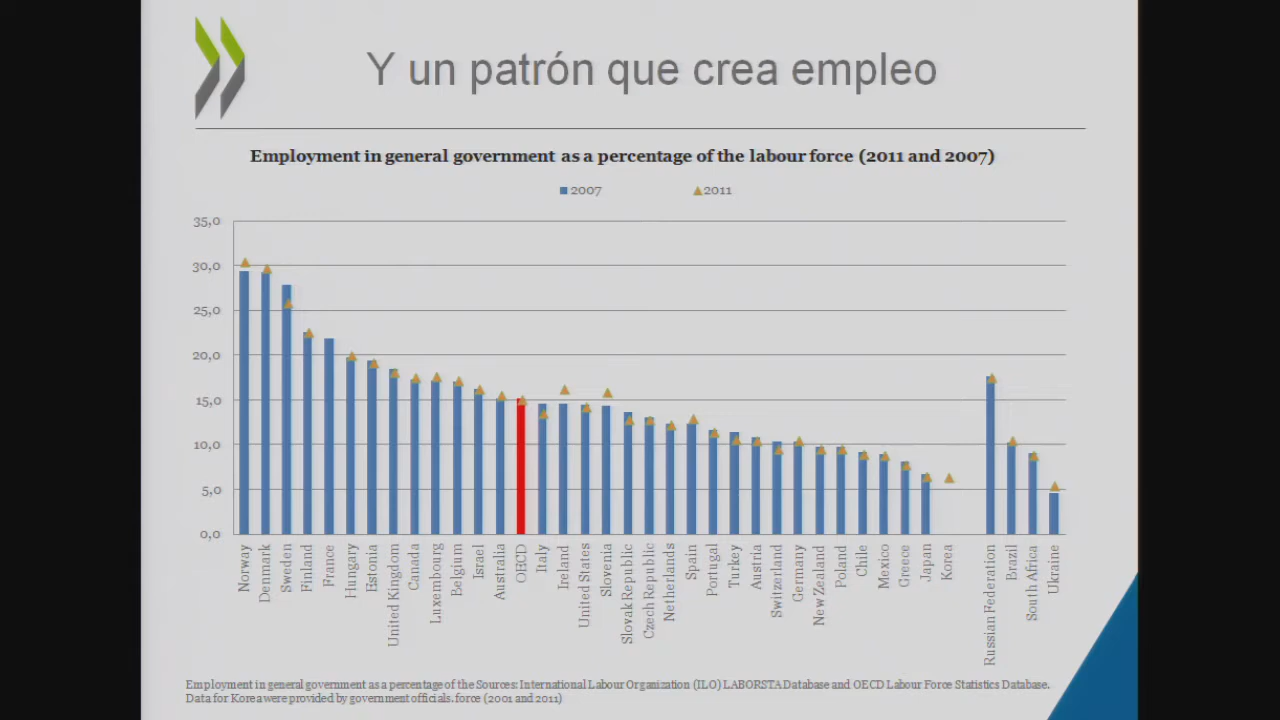 Y un patrón que crea empleo
Employment in general government as a percentage of the labour force (2011 and 2007)
2007
2011
35,0
30,0
25,0
20,0
15,0
10,0
5,0
0,0
Norway
Denmark
Sweden
Finland
France
Hungary
Estonia
United Kingdom
Canada
Luxembourg
Belgium
Israel
Australia
OECD
Italy
Ireland
United States
Slovenia
Slovak Republic
Czech Republic
Netherlands
Spain
Portugal
Turkey
Austria
Switzerland
Germany
New Zealand
Poland
Chile
Mexico
Greece
Japan
Korea
Russian Federation
Brazil
South Africa
Ukraine
Employment in general government as a percentage of the Sources: International Labour Organization (ILO) LABORSTA Database and OECD Labour Force Statistics Database.
Data for Korea were provided by government officials. force (2001 and 2011)